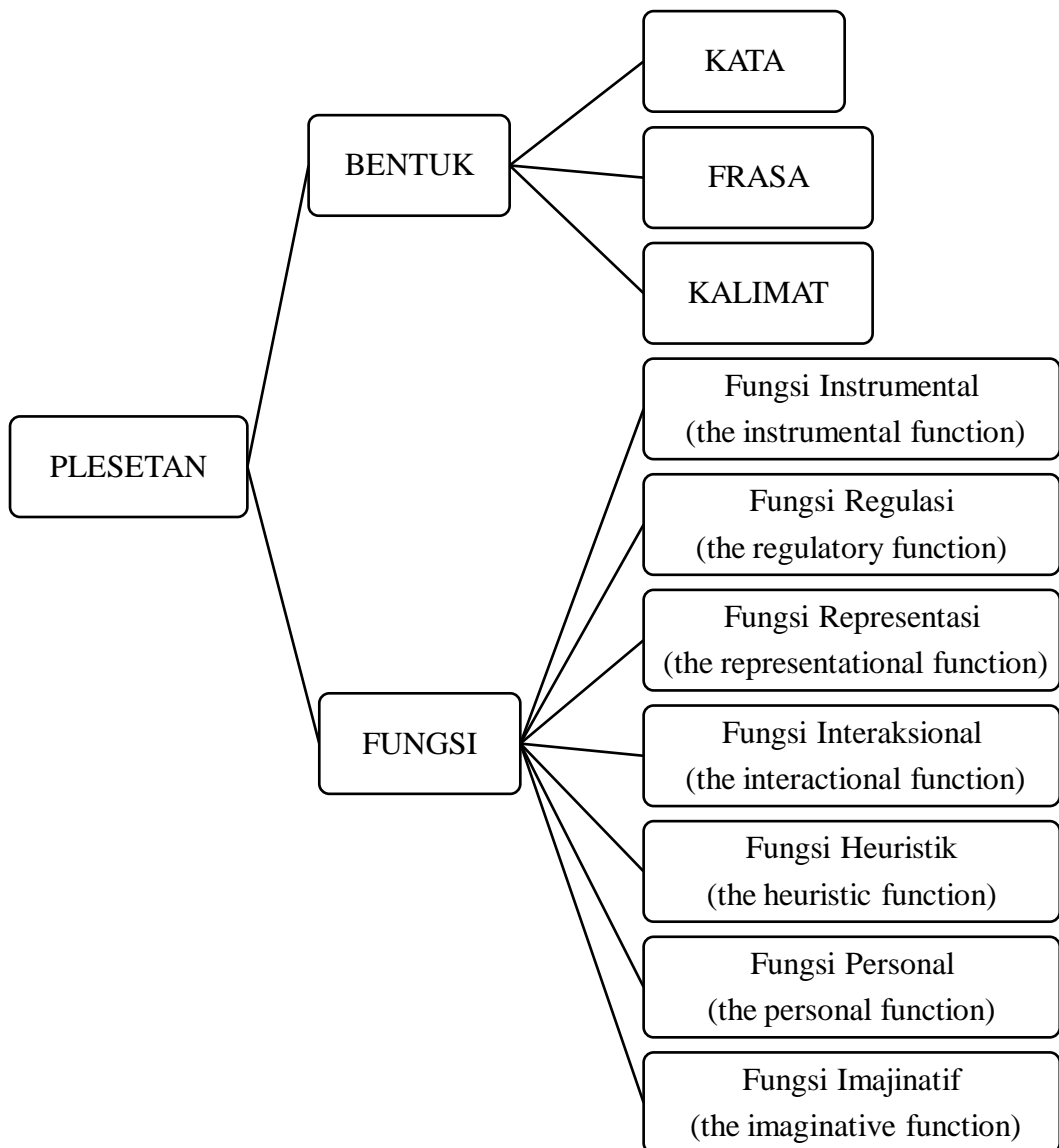 PLESETAN
BENTUK
KATA
FRASA
KALIMAT
FUNGSI
Fungsi Instrumental
(the instrumental function)
Fungsi Regulasi
(the regulatory function)
Fungsi Representasi
(the representational function)
Fungsi Interaksional
(the interactional function)
Fungsi Heuristik
(the heuristic function)
Fungsi Personal
(the personal function)
Fungsi Imajinatif
(the imaginative function)